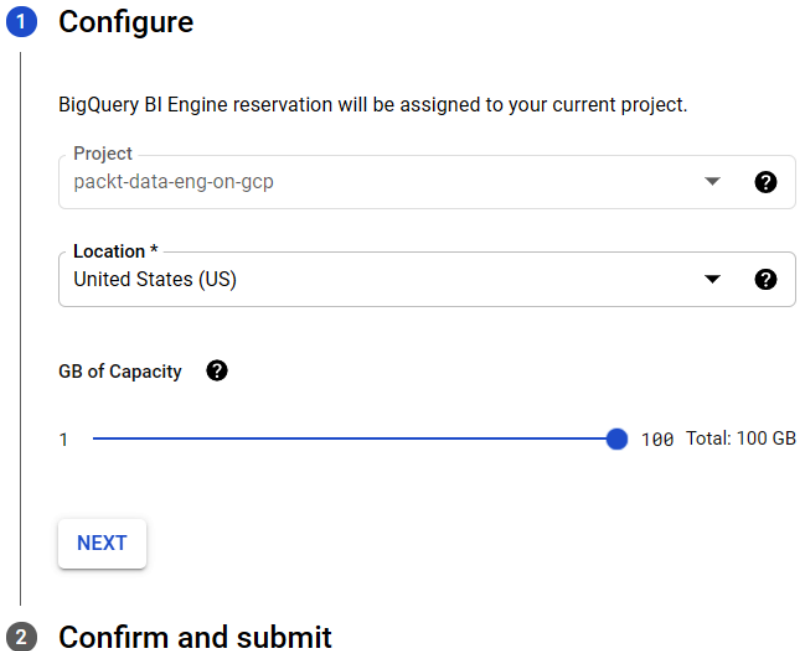 1 Configure
BigQuery BI Engine reservation will be assigned to your current project.
Project
packt-data-eng-on-gcp
?
Location *
United States (US)
?
GB of Capacity ?
1 100 Total: 100 GB
NEXT
2 Confirm and submit